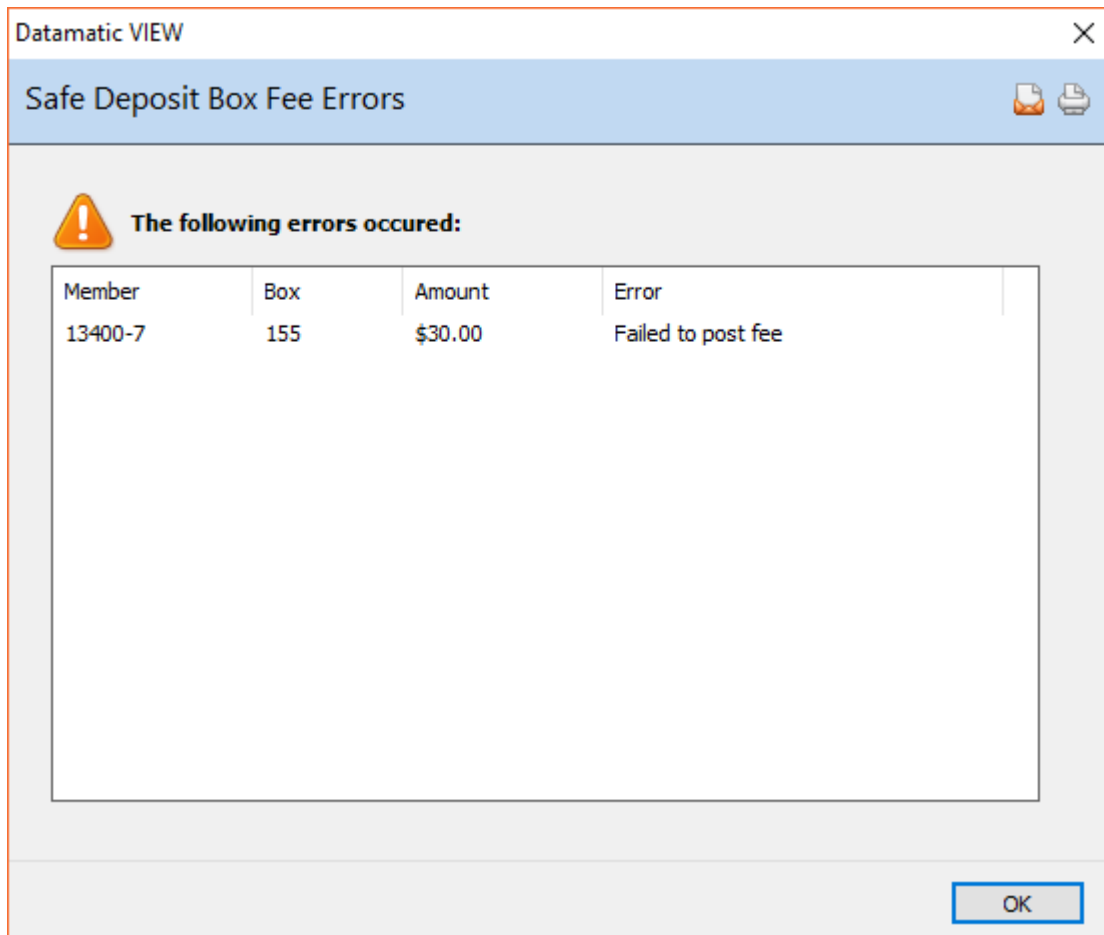 Datamatic VIEW
Safe Deposit Box Fee Errors
The following errors occured:
Member Box Amount Error
13400-7 155 $30.00 Failed to post fee
OK